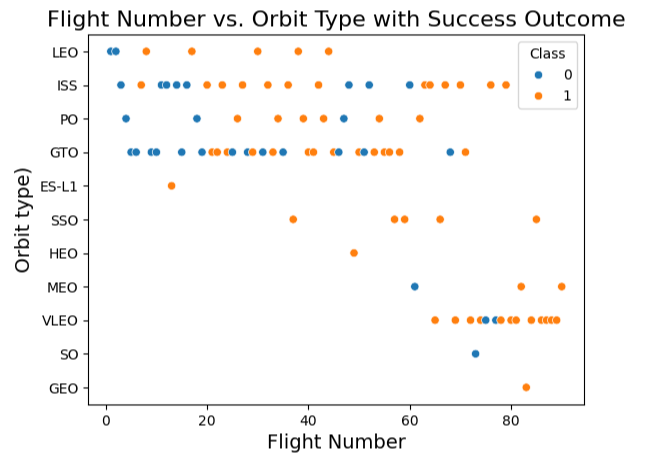 Flight Number vs. Orbit Type with Success Outcome
Class
0
1
Orbit type)
LEO
ISS
PO
GTO
ES-L1
SSO
HEO
MEO
VLEO
SO
GEO
0 20 40 60 80
Flight Number